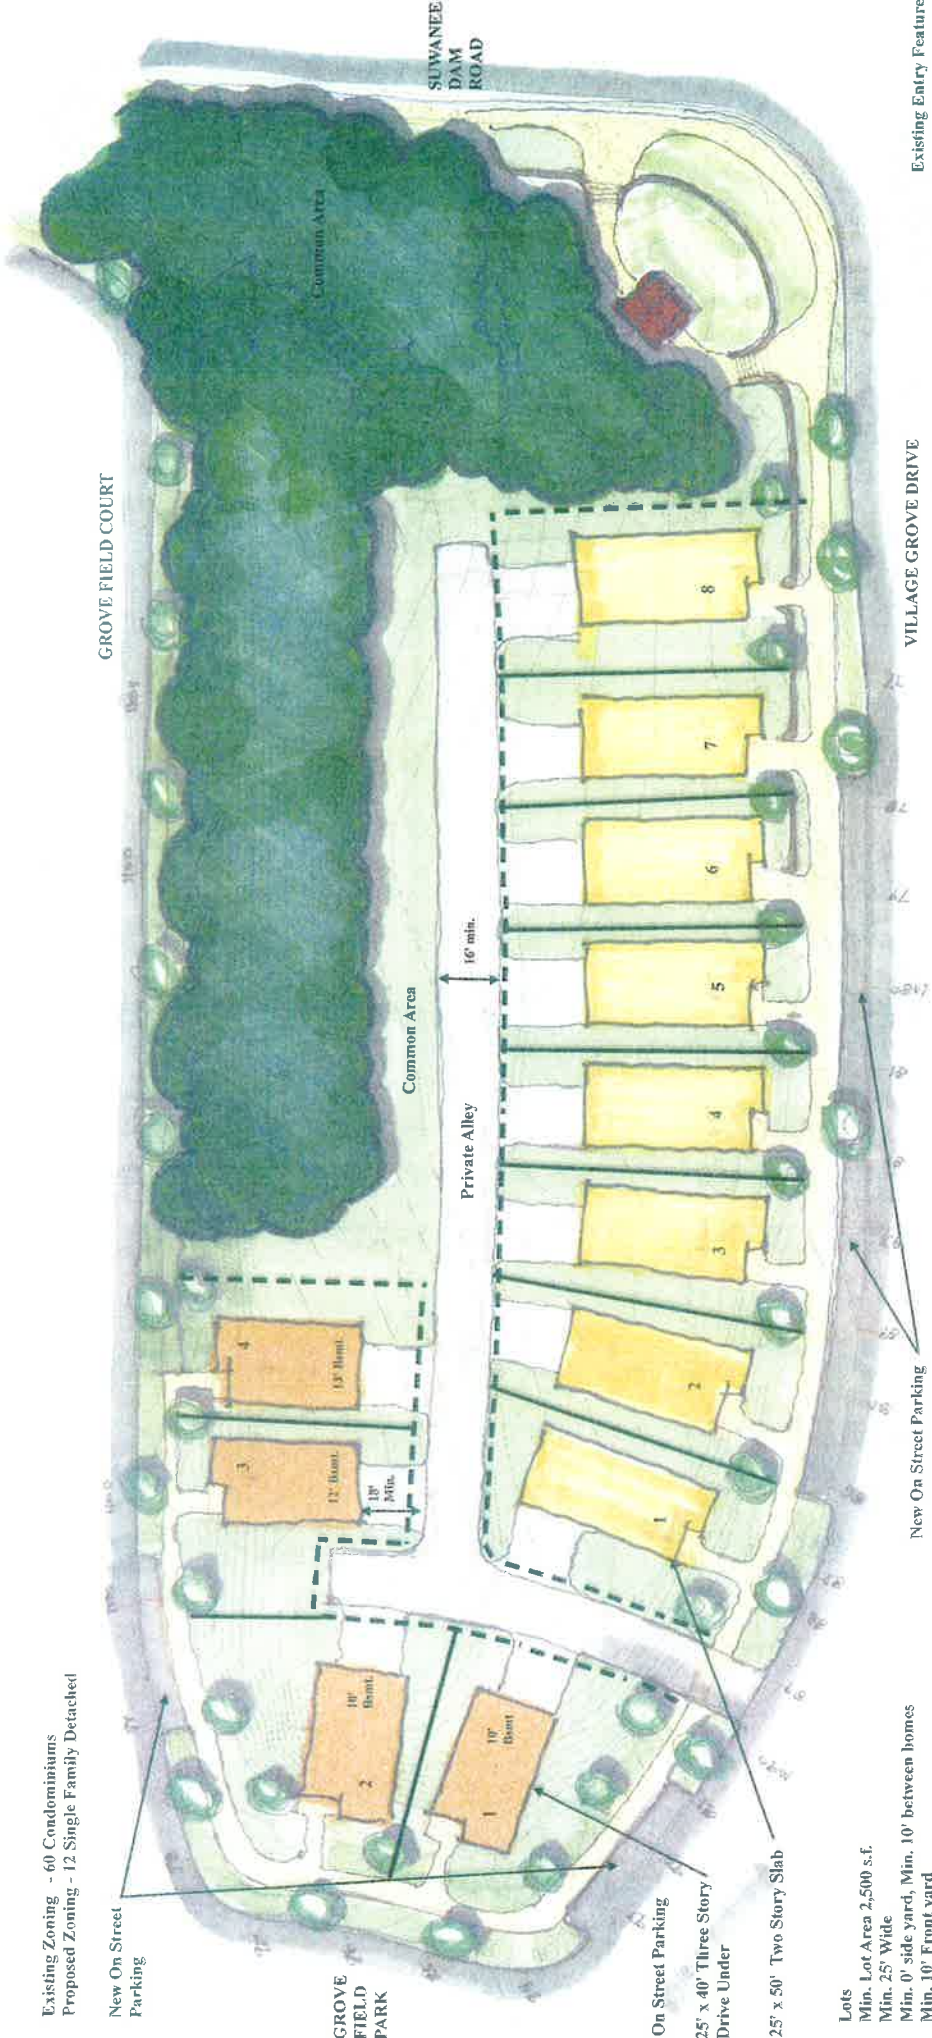 Existing Zoning - 60 Condominiums
Proposed Zoning - 12 Single Family Detached
New On Street
Parking
GROVE FIELD COURT
SUWANEE
DAM
ROAD
Common Area
GROVE
FIELD
PARK
2
10'
Bsmt.
1
10'
Bsmt
3
12' Bsmt.
4
13' Bsmt.
18'
Min.
Common Area
Private Alley
16' min.
1
2
3
4
5
6
7
8
On Street Parking
25' x 40' Three Story
Drive Under
25' x 50' Two Story Slab
Lots
Min. Lot Area 2,500 s.f.
Min. 25' Wide
Min. 0' side yard, Min. 10' between homes
Min. 10' Front yard
New On Street Parking
VILLAGE GROVE DRIVE
Existing Entry Feature